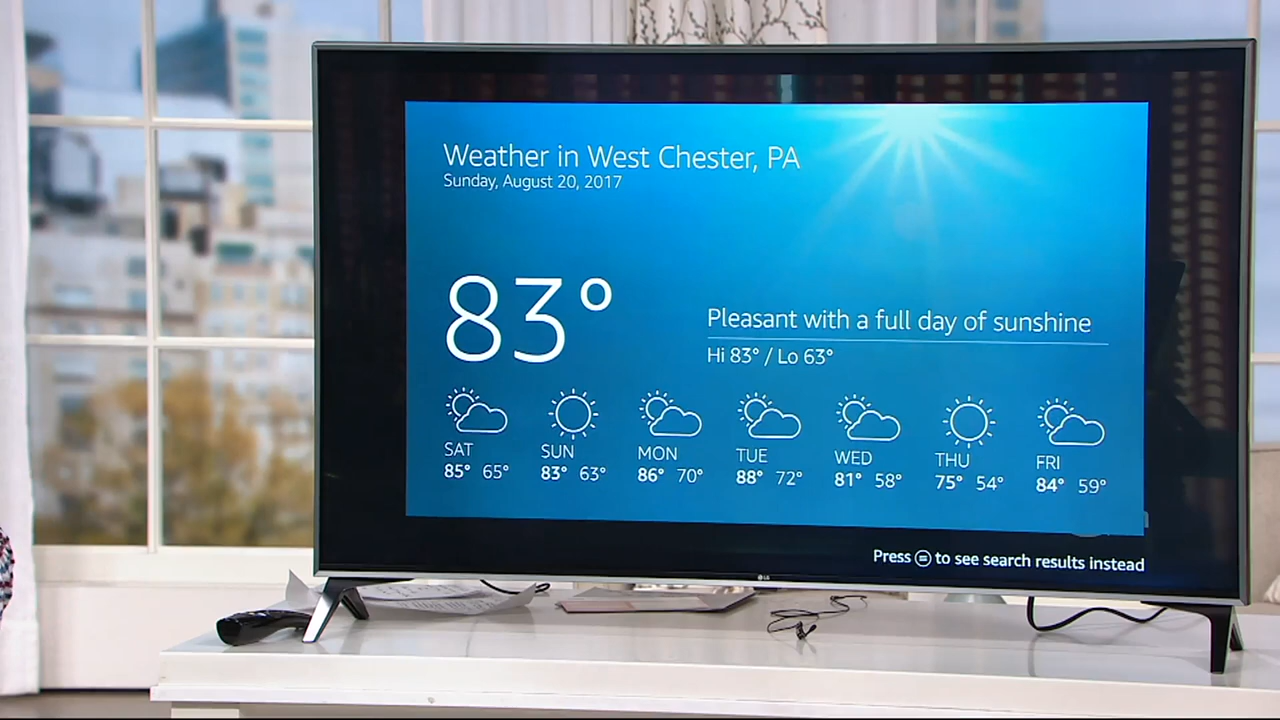 Weather in West Chester, PA
Sunday, August 20, 2017
83°
Pleasant with a full day of sunshine
Hi 83° / Lo 63°
SAT SUN MON TUE WED THU FRI
85° 65° 83° 63° 86° 70° 88° 72° 81° 58° 75° 54° 84° 59°
Press to see search results instead
LG